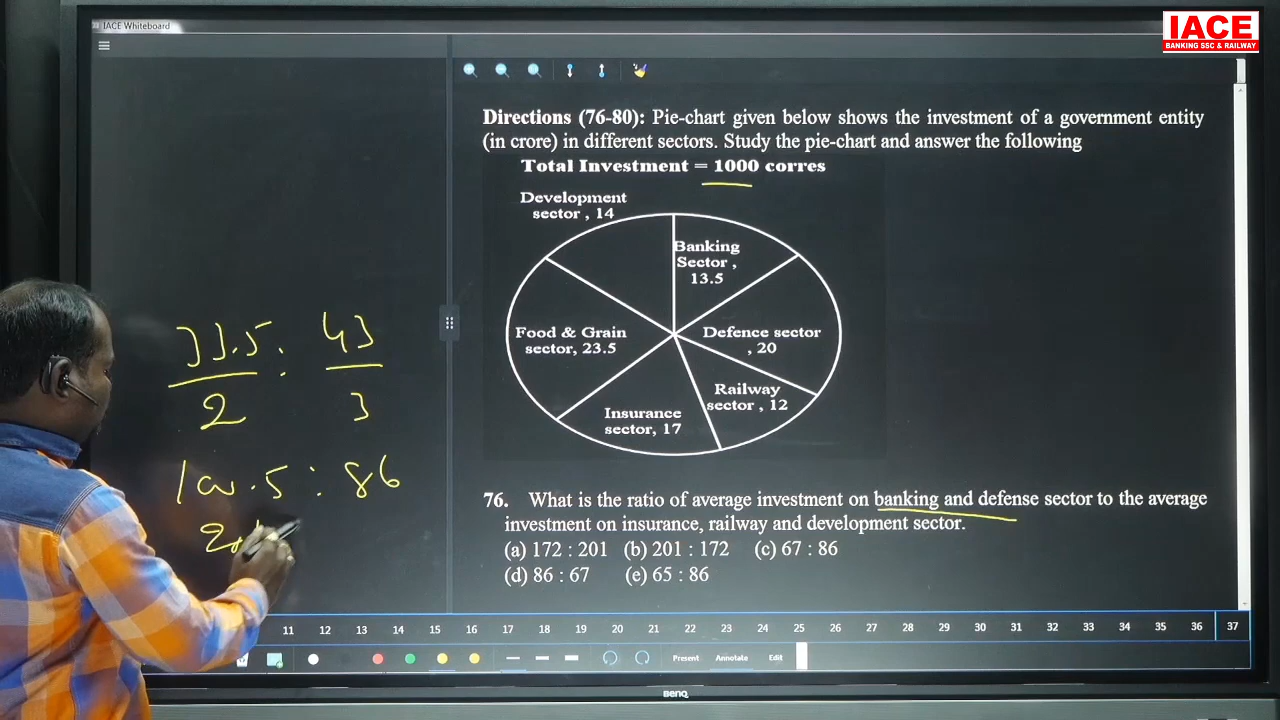 IACE Whiteboard
IACE
BANKING SSC & RAILWAY
Directions (76-80): Pie-chart given below shows the investment of a government entity
(in crore) in different sectors. Study the pie-chart and answer the following
Total Investment = 1000 corres
Development
sector , 14
Banking
Sector ,
13.5
Food & Grain
sector, 23.5
Defence sector
, 20
Railway
sector , 12
Insurance
sector, 17
33.5 : 43
2 3
100.5 : 86
76. What is the ratio of average investment on banking and defense sector to the average
investment on insurance, railway and development sector.
(a) 172 : 201 (b) 201 : 172 (c) 67 : 86
(d) 86 : 67 (e) 65 : 86
11 12 13 14 15 16 17 18 19 20 21 22 23 24 25 26 27 28 29 30 31 32 33 34 35 36 37
Present Annotate Edit
BenQ